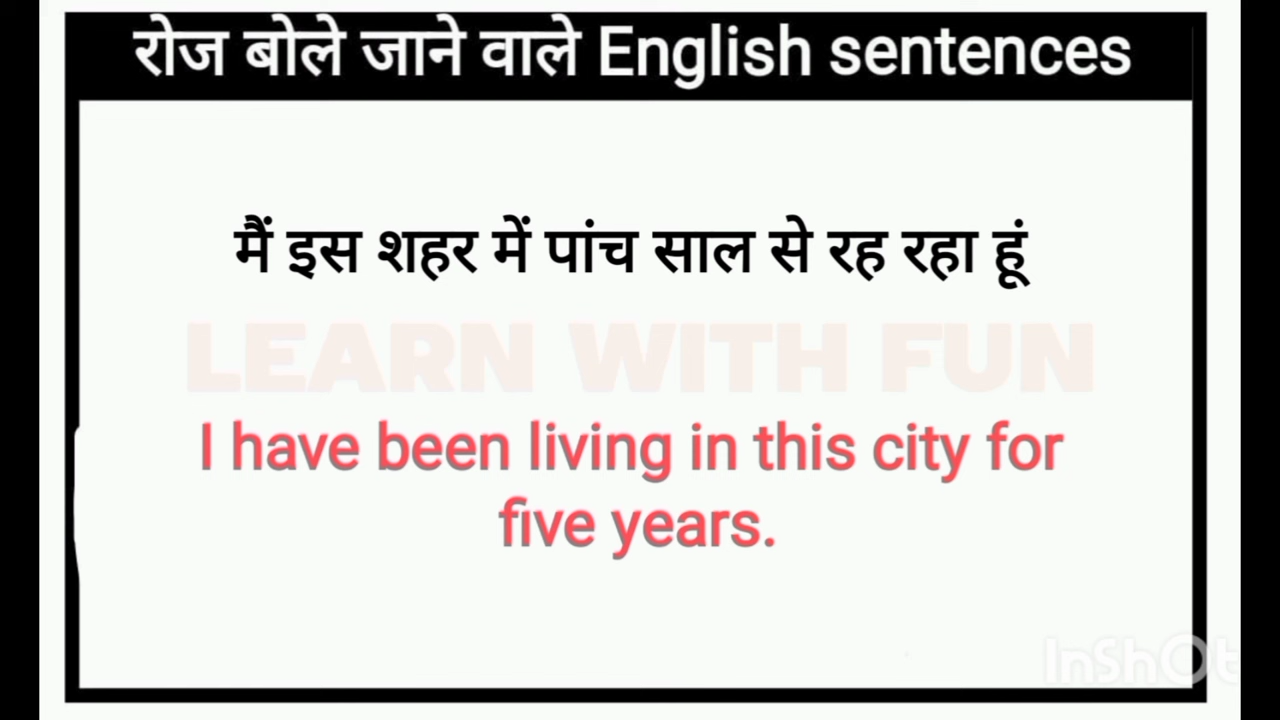 रोज बोले जाने वाले English sentences
मैं इस शहर में पांच साल से रह रहा हूं
LEARN WITH FUN
I have been living in this city for
five years.
InShOt